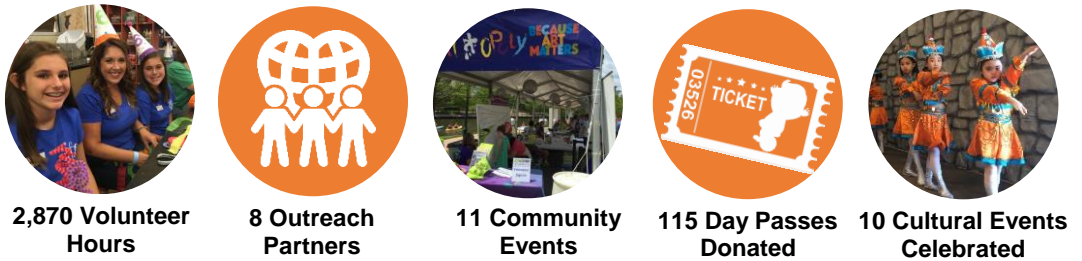 BECAUSE
ART
MATTERS
03526
TICKET
2,870 Volunteer
Hours
8 Outreach
Partners
11 Community
Events
115 Day Passes
Donated
10 Cultural Events
Celebrated